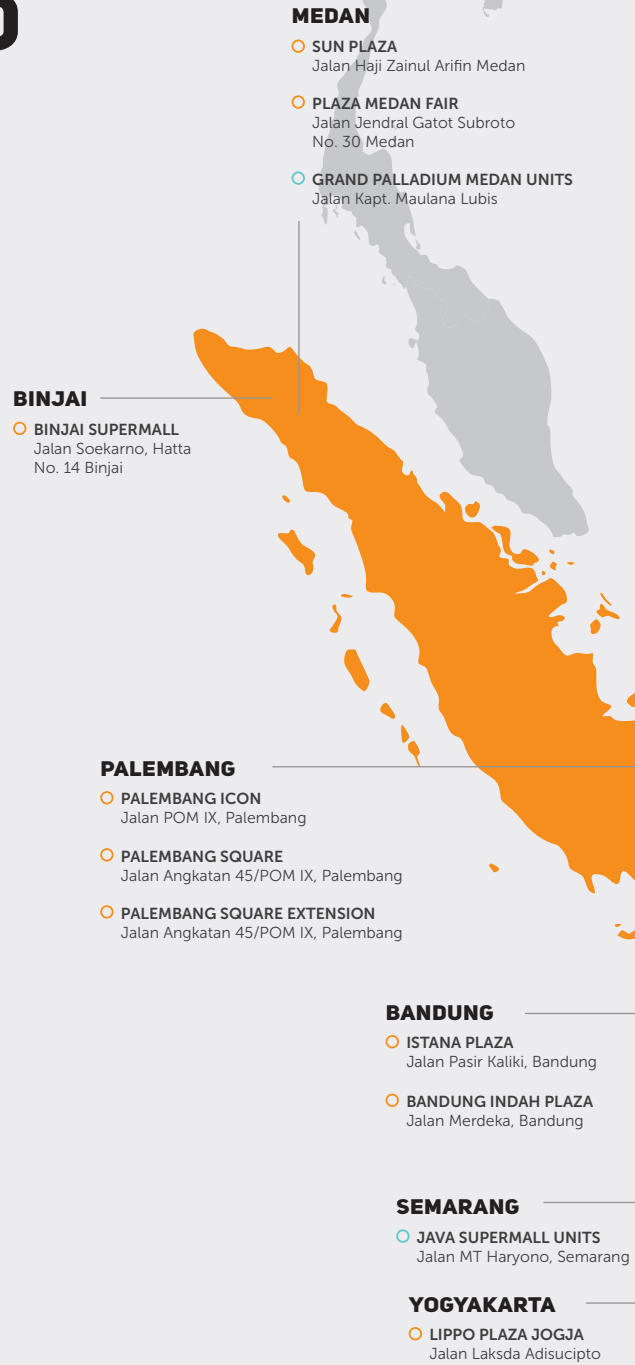 MEDAN
SUN PLAZA
Jalan Haji Zainul Arifin Medan
PLAZA MEDAN FAIR
Jalan Jendral Gatot Subroto
No. 30 Medan
GRAND PALLADIUM MEDAN UNITS
Jalan Kapt. Maulana Lubis
BINJAI
BINJAI SUPERMALL
Jalan Soekarno, Hatta
No. 14 Binjai
PALEMBANG
PALEMBANG ICON
Jalan POM IX, Palembang
PALEMBANG SQUARE
Jalan Angkatan 45/POM IX, Palembang
PALEMBANG SQUARE EXTENSION
Jalan Angkatan 45/POM IX, Palembang
BANDUNG
ISTANA PLAZA
Jalan Pasir Kaliki, Bandung
BANDUNG INDAH PLAZA
Jalan Merdeka, Bandung
SEMARANG
JAVA SUPERMALL UNITS
Jalan MT Haryono, Semarang
YOGYAKARTA
LIPPO PLAZA JOGJA
Jalan Laksda Adisucipto